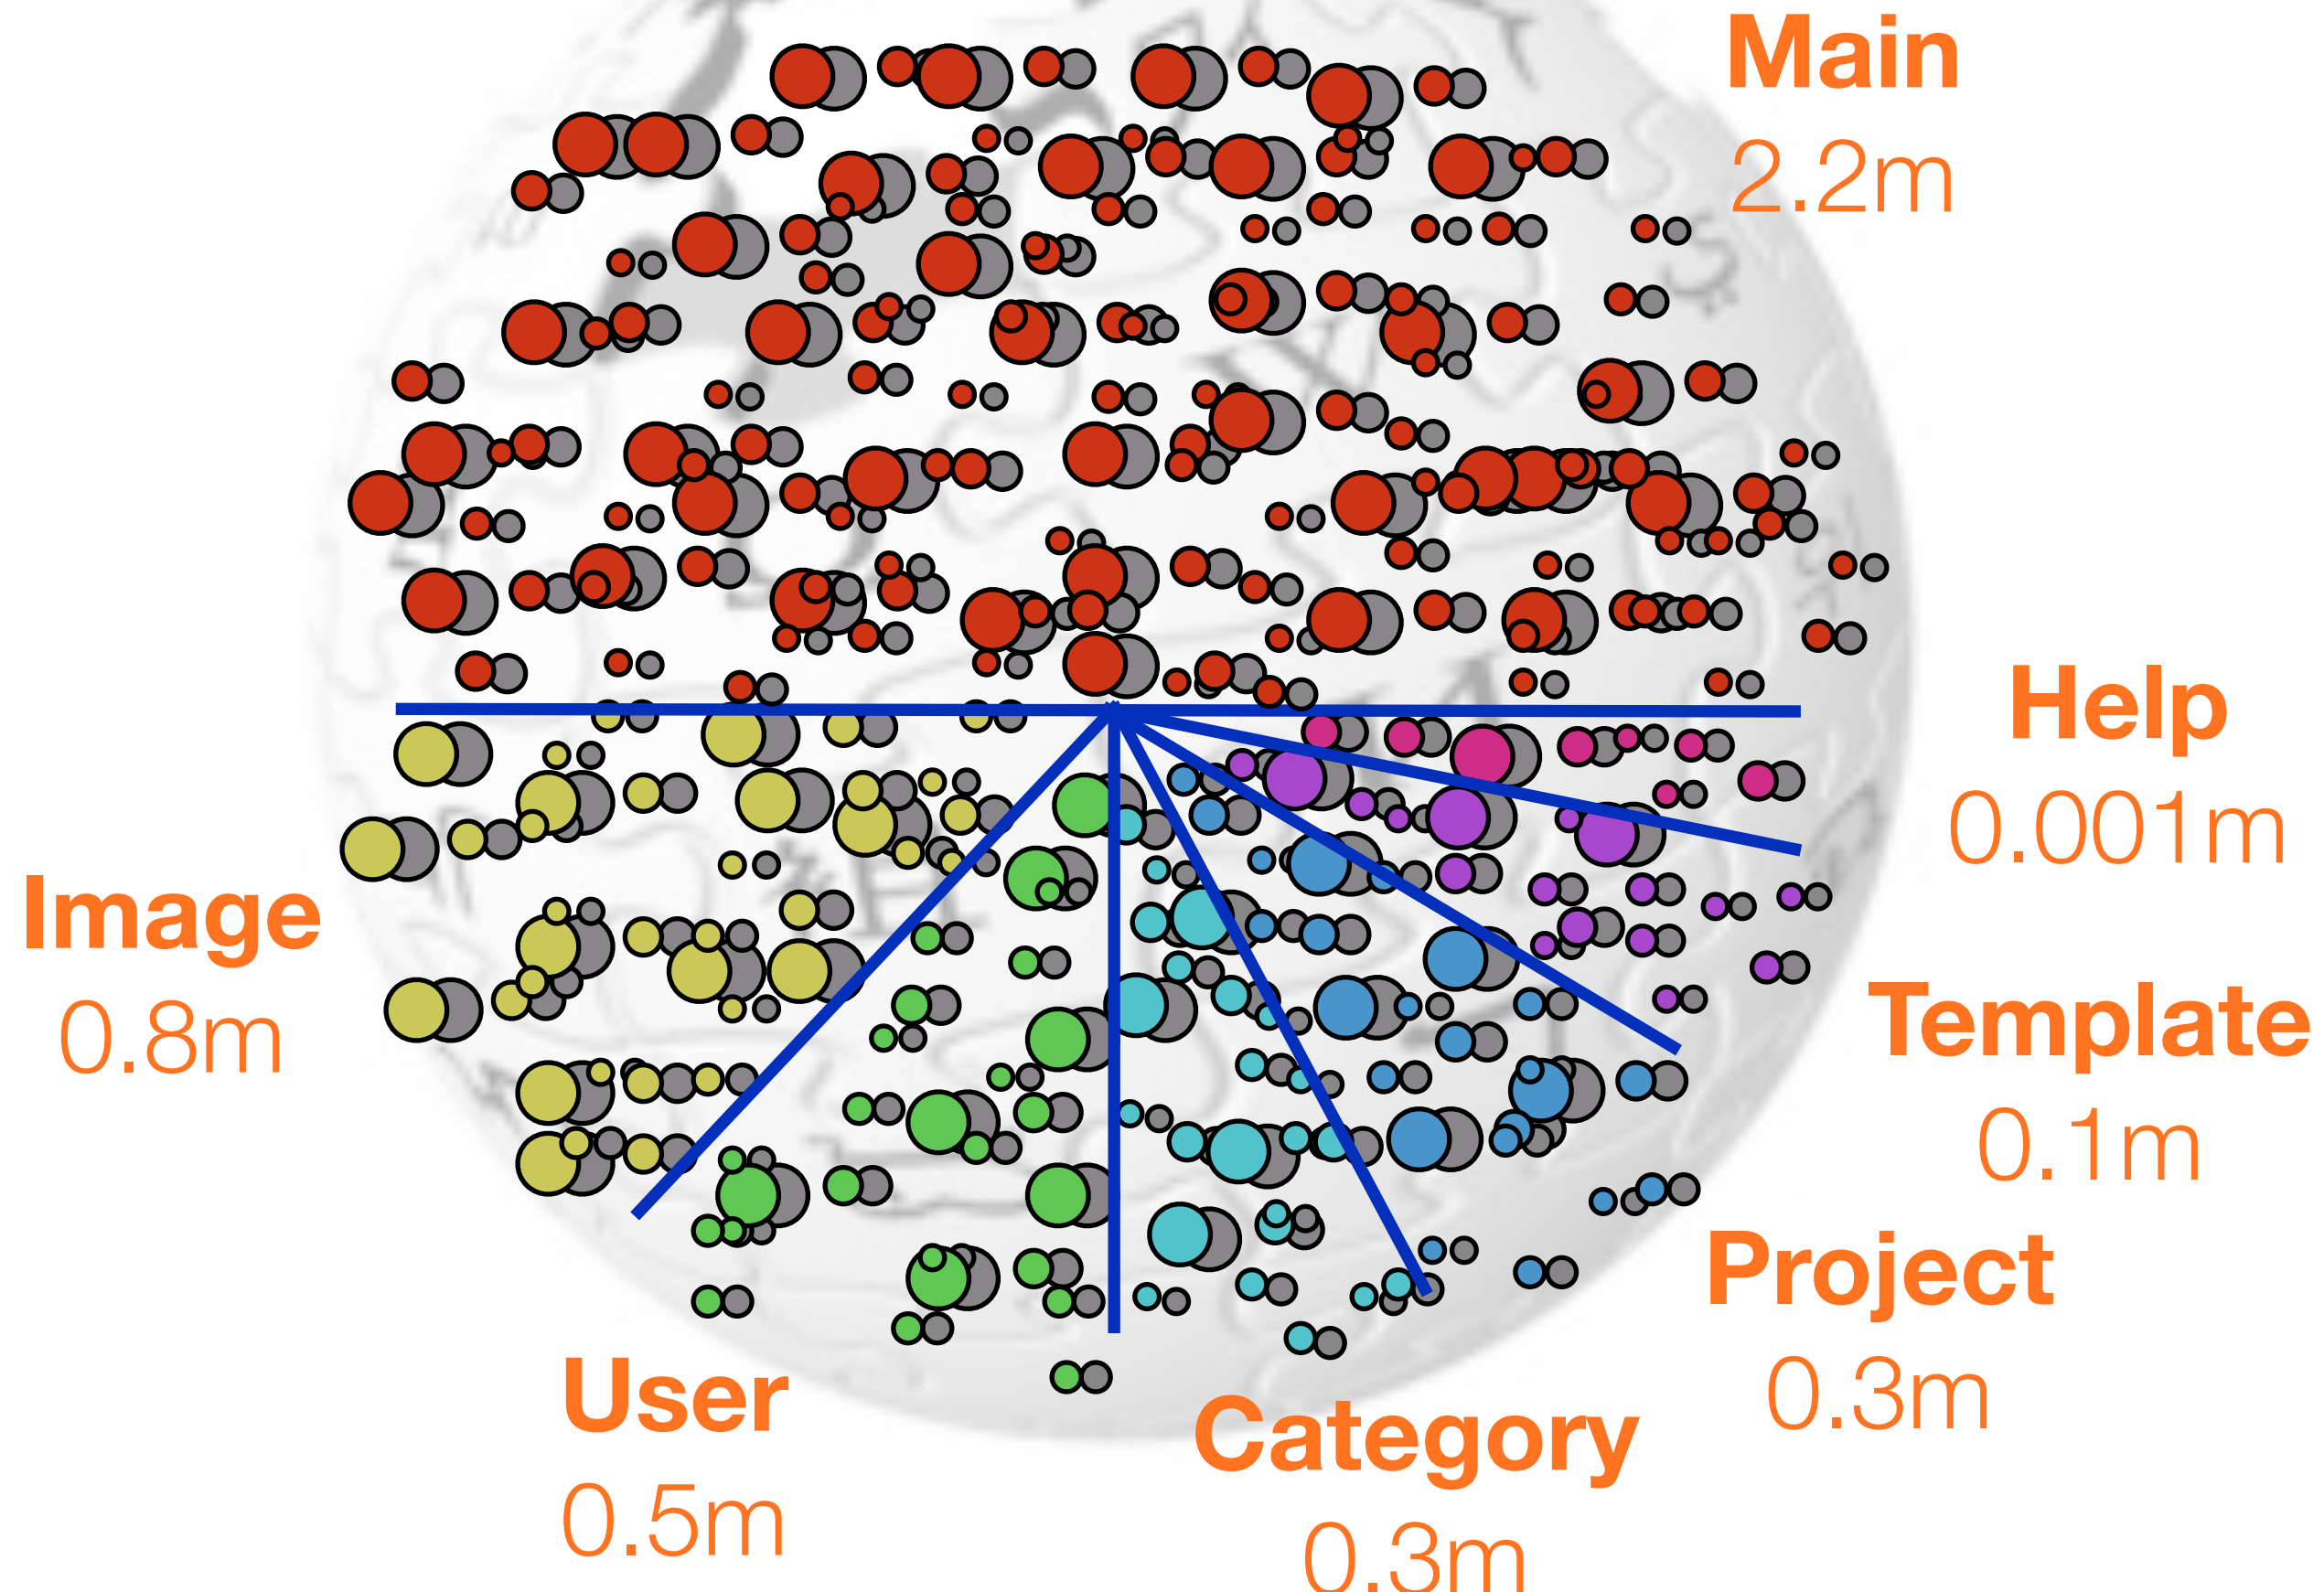 Main
2.2m
Help
0.001m
Image
0.8m
Template
0.1m
Project
0.3m
User
0.5m
Category
0.3m
W